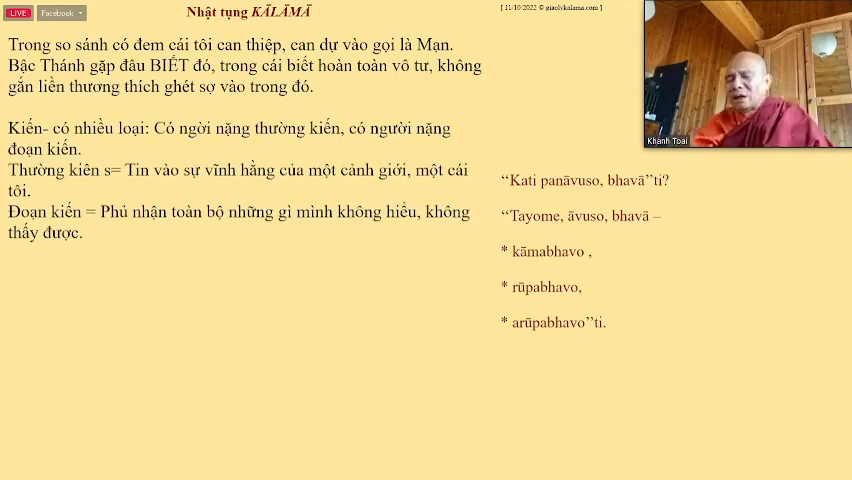 LIVE
Facebook
Nhật tụng KĀLĀMĀ
[ 11/10/2022 © giaolykalama.com ]
Trong so sánh có đem cái tôi can thiệp, can dự vào gọi là Mạn.
Bậc Thánh gặp đâu BIẾT đó, trong cái biết hoàn toàn vô tư, không
gắn liền thương thích ghét sợ vào trong đó.
Kiến- có nhiều loại: Có ngời nặng thường kiến, có người nặng
đoạn kiến.
Thường kiên s= Tin vào sự vĩnh hằng của một cảnh giới, một cái
tôi.
Đoạn kiến = Phủ nhận toàn bộ những gì mình không hiểu, không
thấy được.
Khánh Toai
“Kati panāvuso, bhavā”ti?
“Tayome, āvuso, bhavā –
* kāmabhavo ,
* rūpabhavo,
* arūpabhavo”ti.